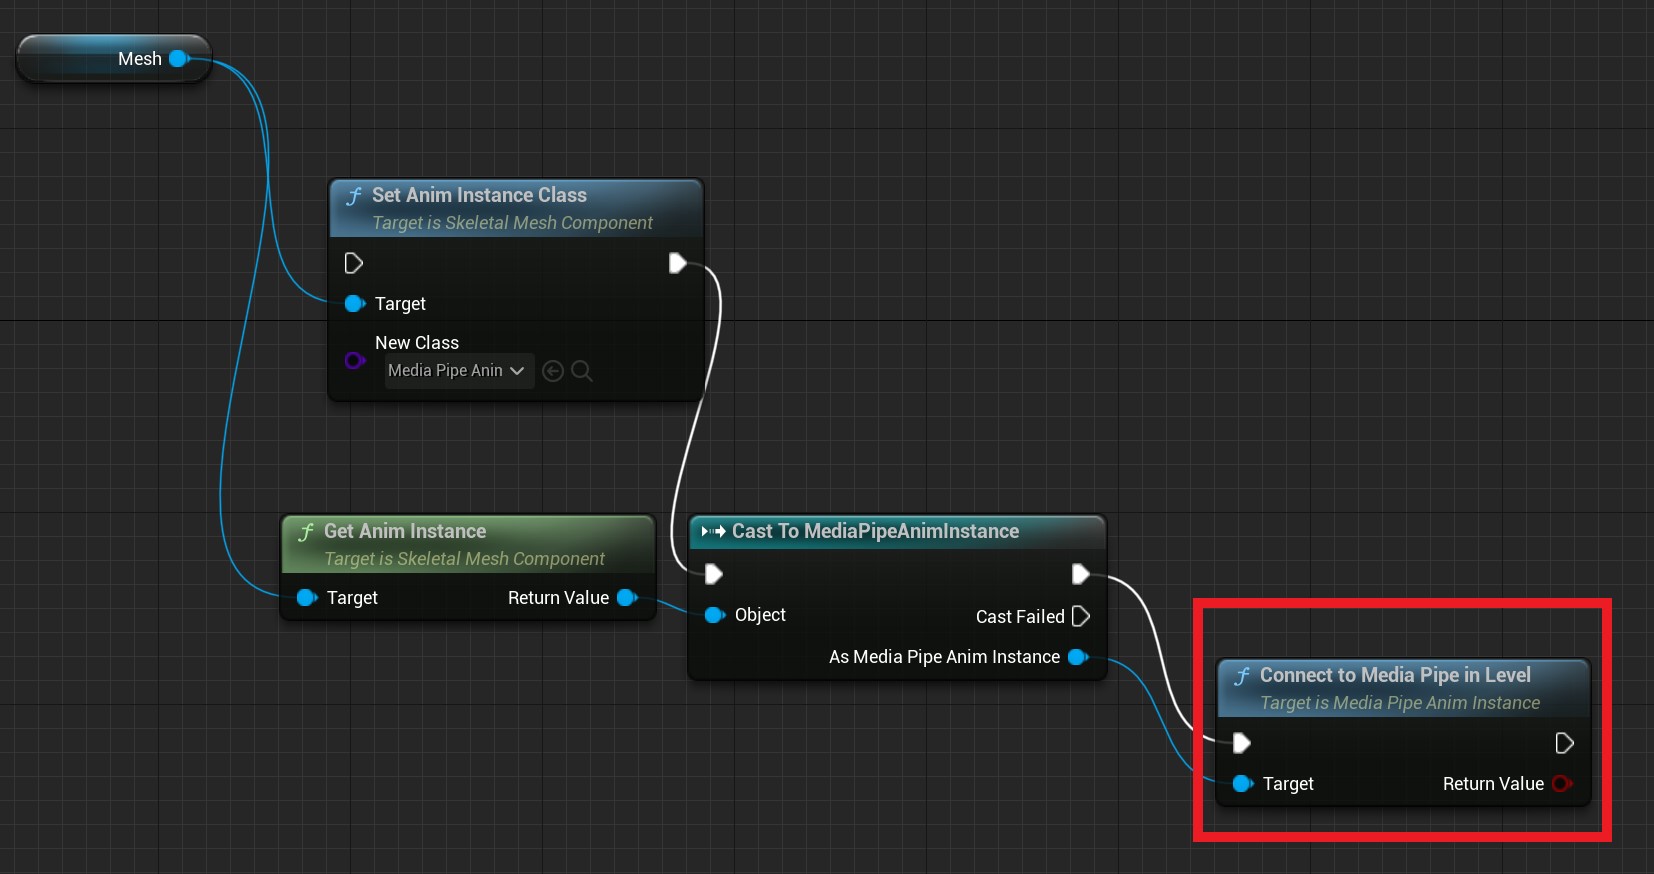 Mesh
Set Anim Instance Class
Target is Skeletal Mesh Component
Target
New Class
Media Pipe Anin
Get Anim Instance
Target is Skeletal Mesh Component
Target Return Value
Cast To MediaPipeAnimInstance
Object
Cast Failed
As Media Pipe Anim Instance
Connect to Media Pipe in Level
Target is Media Pipe Anim Instance
Target Return Value